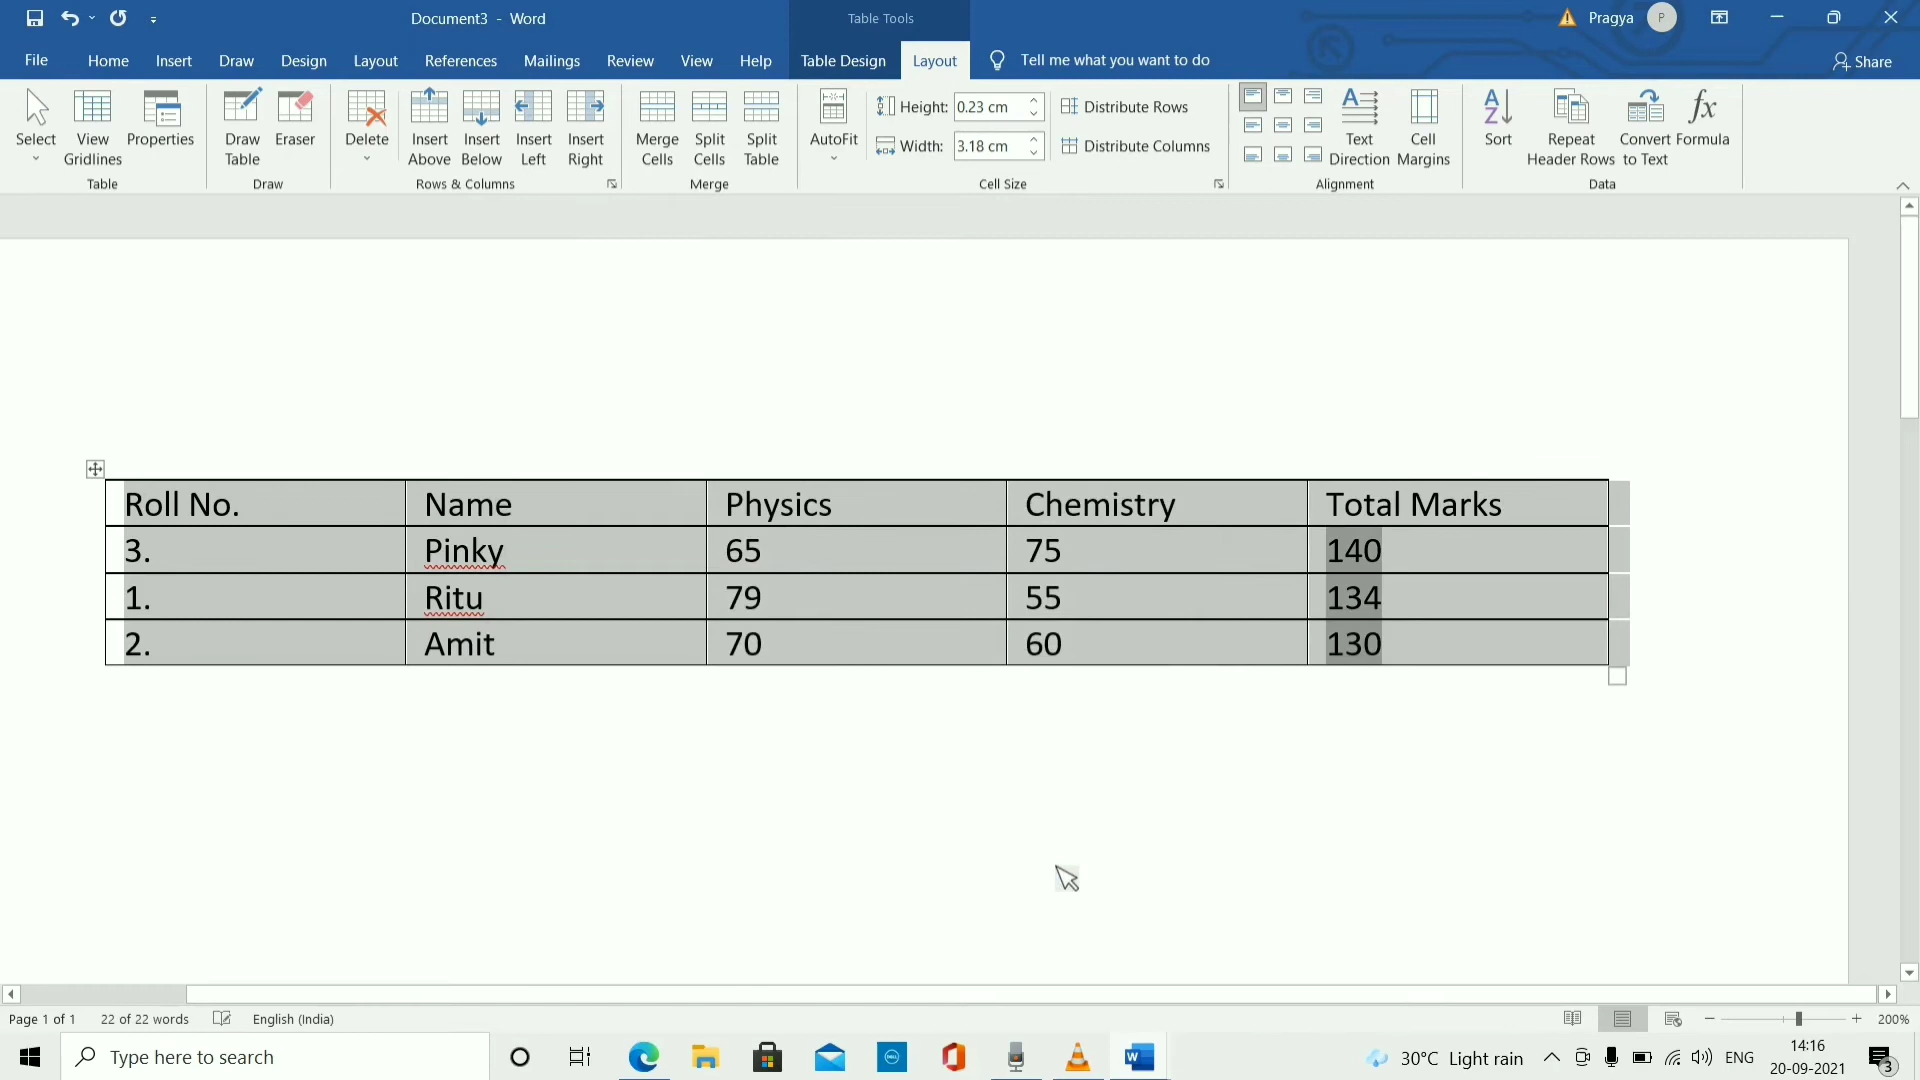 Document3 - Word
Table Tools
Pragya
P
File
Home
Insert
Draw
Design
Layout
References
Mailings
Review
View
Help
Table Design
Layout
Tell me what you want to do
Share
Select
View Gridlines
Properties
Table
Draw Table
Eraser
Draw
Delete
Insert Above
Insert Below
Insert Left
Insert Right
Rows & Columns
Merge Cells
Split Cells
Split Table
Merge
AutoFit
Height: 0.23 cm
Width: 3.18 cm
Distribute Rows
Distribute Columns
Cell Size
Text Direction
Cell Margins
Alignment
Sort
Repeat Header Rows
Convert to Text
Formula
Data
Roll No. Name Physics Chemistry Total Marks
3. Pinky 65 75 140
1. Ritu 79 55 134
2. Amit 70 60 130
Page 1 of 1 22 of 22 words English (India) 200%
Type here to search
30°C Light rain
ENG
14:16
20-09-2021
3